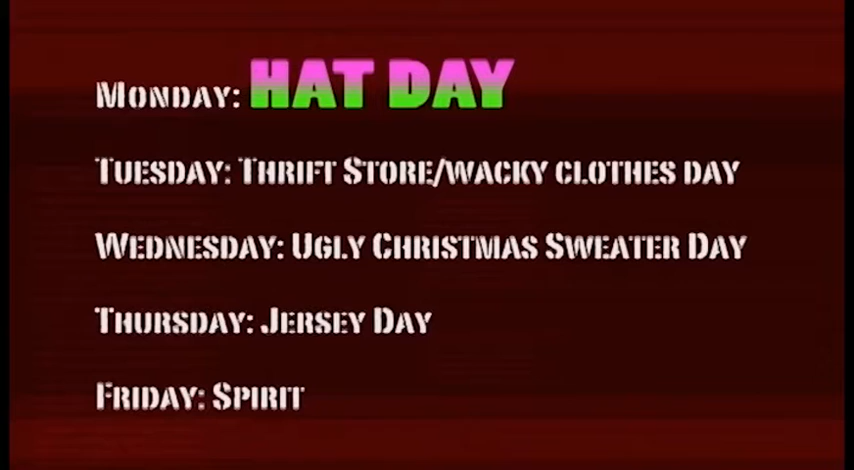 Monday: HAT DAY
Tuesday: Thrift Store/wacky clothes day
Wednesday: Ugly Christmas Sweater Day
Thursday: Jersey Day
Friday: Spirit